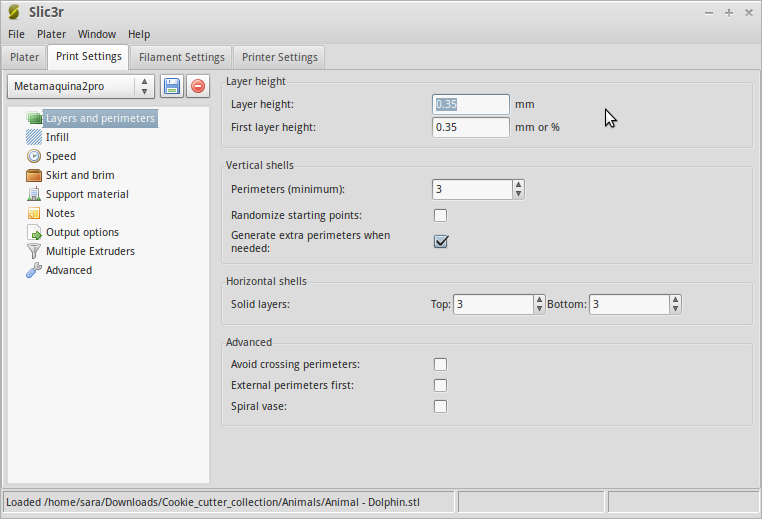 Slic3r
File Plater Window Help
Plater Print Settings Filament Settings Printer Settings
Metamaquina2pro
Layers and perimeters
Infill
Speed
Skirt and brim
Support material
Notes
Output options
Multiple Extruders
Advanced
Layer height
Layer height: 0.35 mm
First layer height: 0.35 mm or %
Vertical shells
Perimeters (minimum): 3
Randomize starting points:
Generate extra perimeters when
needed:
Horizontal shells
Solid layers: Top: 3 Bottom: 3
Advanced
Avoid crossing perimeters:
External perimeters first:
Spiral vase:
Loaded /home/sara/Downloads/Cookie_cutter_collection/Animals/Animal - Dolphin.stl